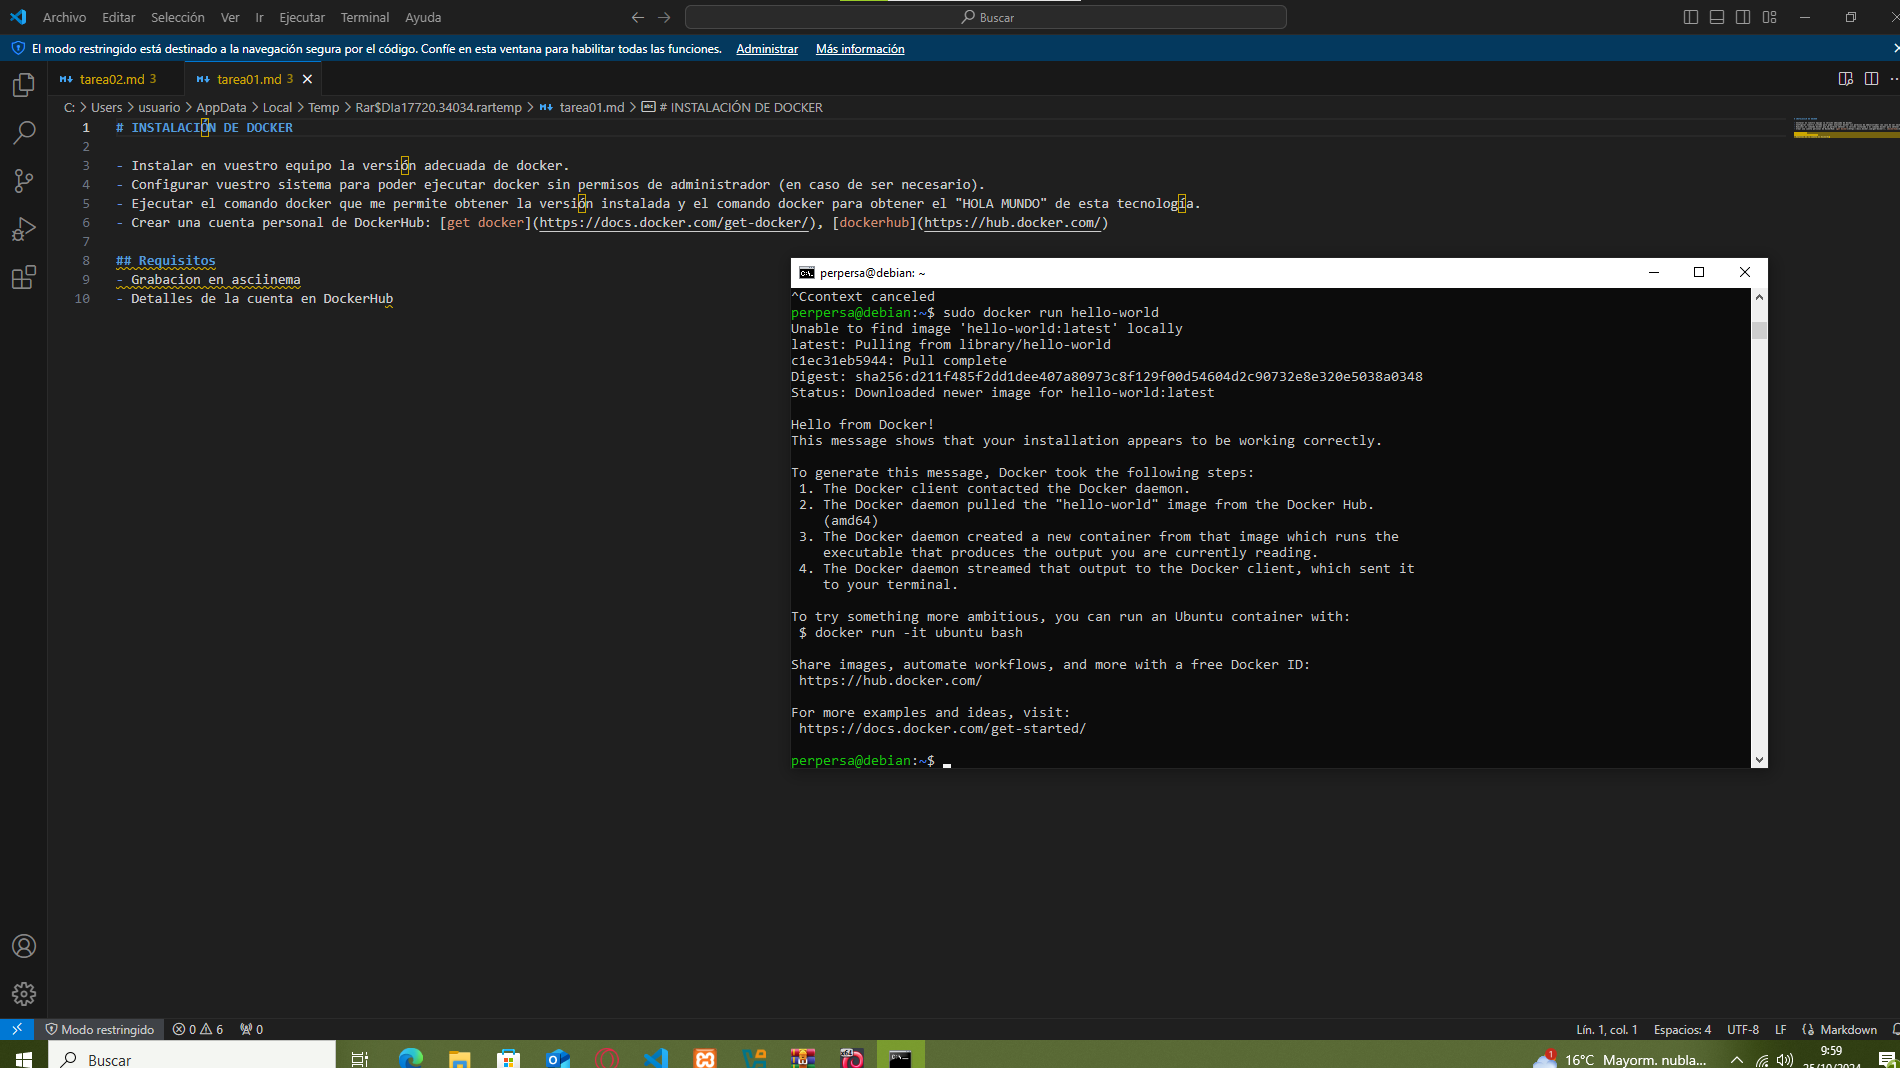 Archivo Editar Selección Ver Ir Ejecutar Terminal Ayuda
Buscar
El modo restringido está destinado a la navegación segura por el código. Confíe en esta ventana para habilitar todas las funciones. Administrar Más información
tarea02.md 3
tarea01.md 3
C: > Users > usuario > AppData > Local > Temp > Rar$DIa17720.34034.rartemp > tarea01.md > # INSTALACIÓN DE DOCKER
1 # INSTALACIÓN DE DOCKER
2
3 - Instalar en vuestro equipo la versión adecuada de docker.
4 - Configurar vuestro sistema para poder ejecutar docker sin permisos de administrador (en caso de ser necesario).
5 - Ejecutar el comando docker que me permite obtener la versión instalada y el comando docker para obtener el "HOLA MUNDO" de esta tecnología.
6 - Crear una cuenta personal de DockerHub: [get docker](https://docs.docker.com/get-docker/), [dockerhub](https://hub.docker.com/)
7
8 ## Requisitos
9 - Grabacion en asciinema
10 - Detalles de la cuenta en DockerHub
perpersa@debian: ~
^Ccontext canceled
perpersa@debian:~$ sudo docker run hello-world
Unable to find image 'hello-world:latest' locally
latest: Pulling from library/hello-world
c1ec31eb5944: Pull complete
Digest: sha256:d211f485f2dd1dee407a80973c8f129f00d54604d2c90732e8e320e5038a0348
Status: Downloaded newer image for hello-world:latest
Hello from Docker!
This message shows that your installation appears to be working correctly.
To generate this message, Docker took the following steps:
1. The Docker client contacted the Docker daemon.
2. The Docker daemon pulled the "hello-world" image from the Docker Hub.
(amd64)
3. The Docker daemon created a new container from that image which runs the
executable that produces the output you are currently reading.
4. The Docker daemon streamed that output to the Docker client, which sent it
to your terminal.
To try something more ambitious, you can run an Ubuntu container with:
$ docker run -it ubuntu bash
Share images, automate workflows, and more with a free Docker ID:
https://hub.docker.com/
For more examples and ideas, visit:
https://docs.docker.com/get-started/
perpersa@debian:~$
Modo restringido 0 6 0
Lín. 1, col. 1 Espacios: 4 UTF-8 LF Markdown
Buscar
1 16°C Mayorm. nubla...
9:59
25/10/2024